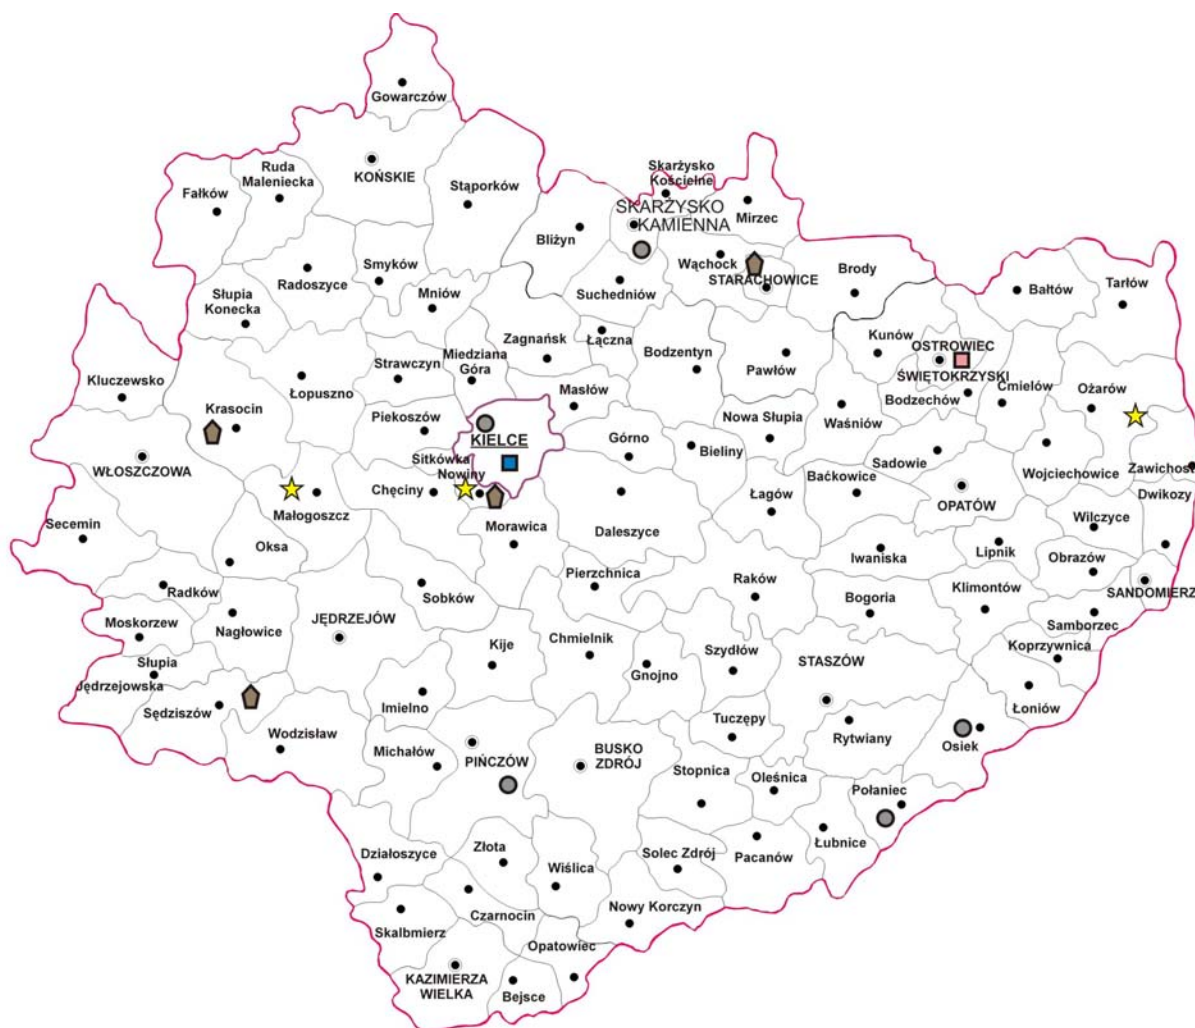 Gowarczów
KOŃSKIE
Ruda
Maleniecka
Fałków
Stąporków
Skarżysko
Kościelne
SKARŻYSKO
KAMIENNA
Mirzec
Bliżyn
Wąchock
STARACHOWICE
Brody
Bałtów
Tarłów
Smyków
Radoszyce
Słupia
Konecka
Mniów
Suchedniów
Zagnańsk
Łączna
Bodzentyn
Pawłów
Kunów
OSTROWIEC
ŚWIĘTOKRZYSKI
Bodzechów
Ćmielów
Ożarów
Kluczewsko
Krasocin
Łopuszno
Strawczyn
Miedziana
Góra
Piekoszów
Masłów
KIELCE
Górno
Bieliny
Nowa Słupia
Waśniów
Sadowie
Wojciechowice
Zawichost
WŁOSZCZOWA
Małogoszcz
Chęciny
Sitkówka
Nowiny
Morawica
Daleszyce
Łagów
Baćkowice
OPATÓW
Dwikozy
Wilczyce
Secemin
Oksa
Iwaniska
Lipnik
Obrazów
SANDOMIERZ
Radków
Sobków
Pierzchnica
Raków
Bogoria
Klimontów
Samborzec
Moskorzew
Nagłowice
JĘDRZEJÓW
Kije
Chmielnik
Gnojno
Szydłów
STASZÓW
Koprzywnica
Słupia
Jędrzejowska
Sędziszów
Imielno
Łoniów
Wodzisław
Michałów
PIŃCZÓW
BUSKO
ZDRÓJ
Tuczępy
Rytwiany
Osiek
Stopnica
Oleśnica
Połaniec
Łubnice
Pacanów
Solec Zdrój
Działoszyce
Złota
Wiślica
Czarnocin
Nowy Korczyn
Skalbmierz
Opatowiec
KAZIMIERZA
WIELKA
Bejsce